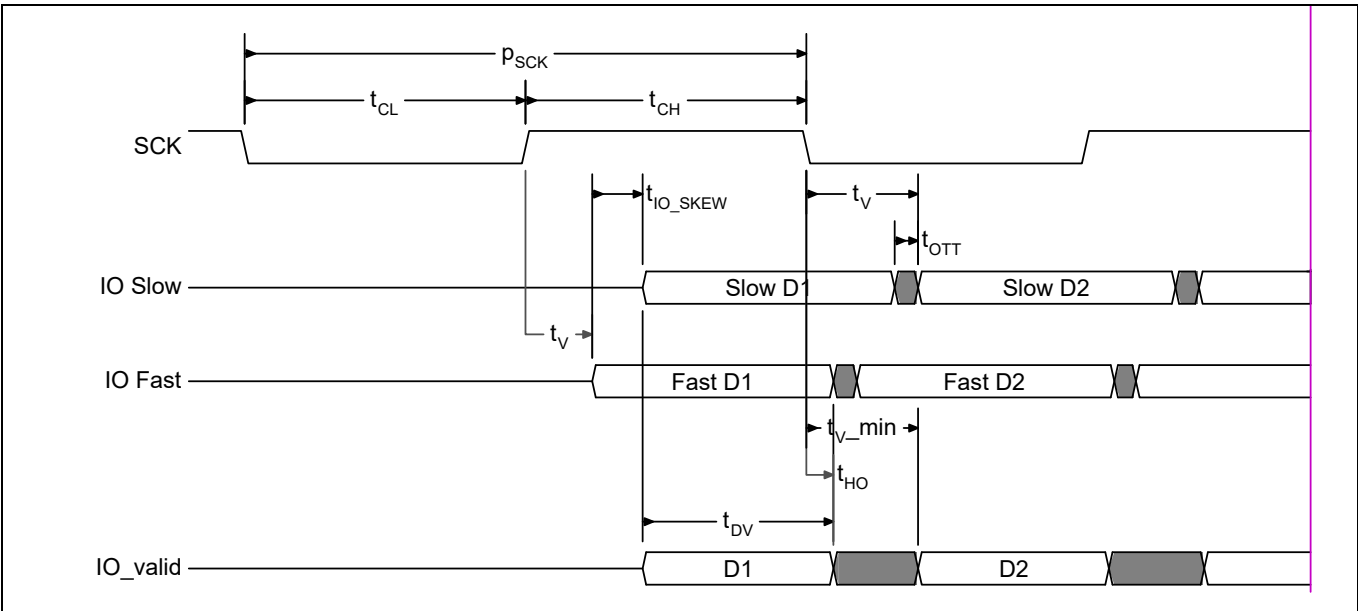 pSCK
tCL tCH
SCK
tIO_SKEW tV
tOTT
IO Slow Slow D1 Slow D2
tV
IO Fast Fast D1 Fast D2
tV_min
tHO
tDV
IO_valid D1 D2